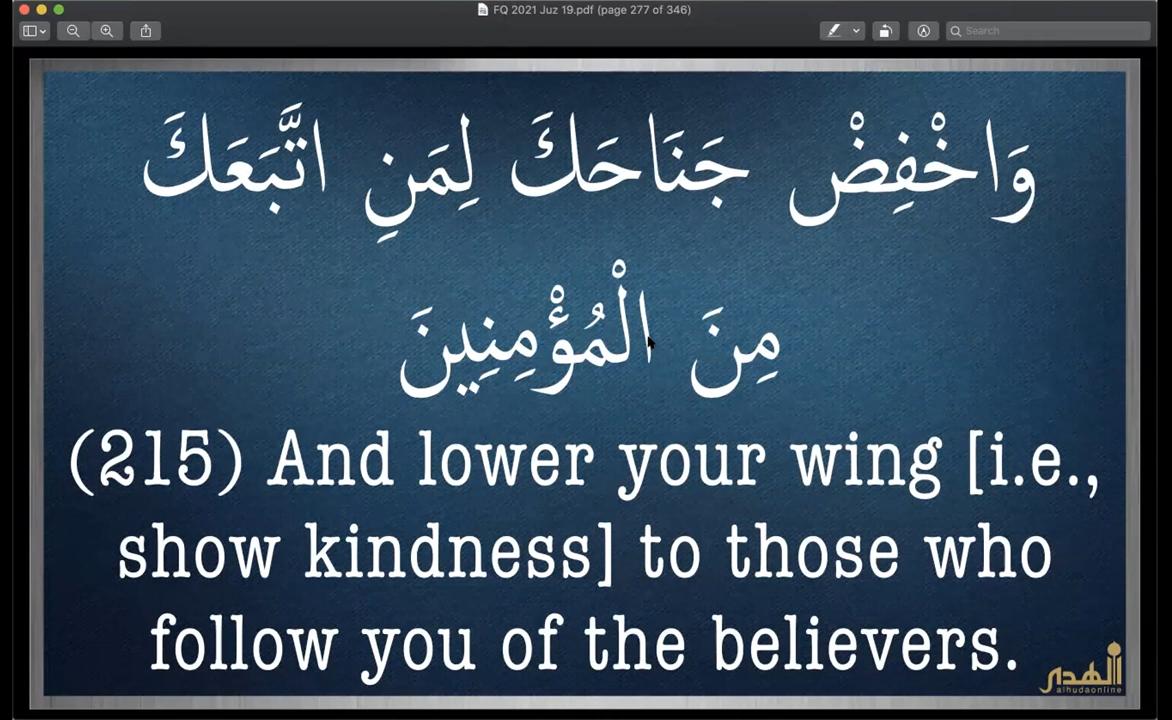 FQ 2021 Juz 19.pdf (page 277 of 346)
Search
وَاخْفِضْ جَنَاحَكَ لِمَنِ اتَّبَعَكَ
مِنَ الْمُؤْمِنِينَ
(215) And lower your wing [i.e.,
show kindness] to those who
follow you of the believers.
الهدى
alhudaonline